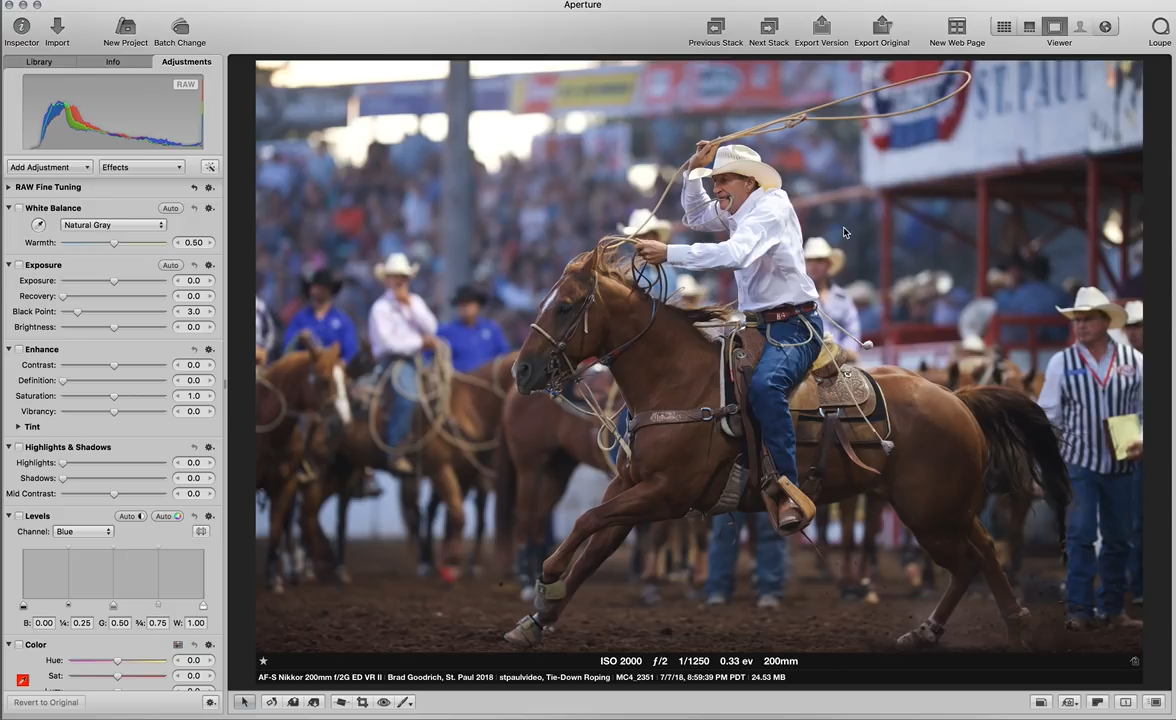 Aperture
Inspector Import New Project Batch Change Previous Stack Next Stack Export Version Export Original New Web Page Viewer Loupe
Library Info Adjustments
RAW
Add Adjustment Effects
RAW Fine Tuning
White Balance Auto
Natural Gray
Warmth: 0.50
Exposure Auto
Exposure: 0.0
Recovery: 0.0
Black Point: 3.0
Brightness: 0.0
Enhance
Contrast: 0.0
Definition: 0.0
Saturation: 1.0
Vibrancy: 0.0
Tint
Highlights & Shadows
Highlights: 0.0
Shadows: 0.0
Mid Contrast: 0.0
Levels Auto Auto
Channel: Blue
B: 0.00 ¼: 0.25 G: 0.50 ¾: 0.75 W: 1.00
Color
Hue: 0.0
Sat: 0.0
Revert to Original
ST. PAUL
ISO 2000 ƒ/2 1/1250 0.33 ev 200mm
AF-S Nikkor 200mm f/2G ED VR II | Brad Goodrich, St. Paul 2018 | stpaulvideo, Tie-Down Roping | MC4_2351 | 7/7/18, 8:59:39 PM PDT | 24.53 MB